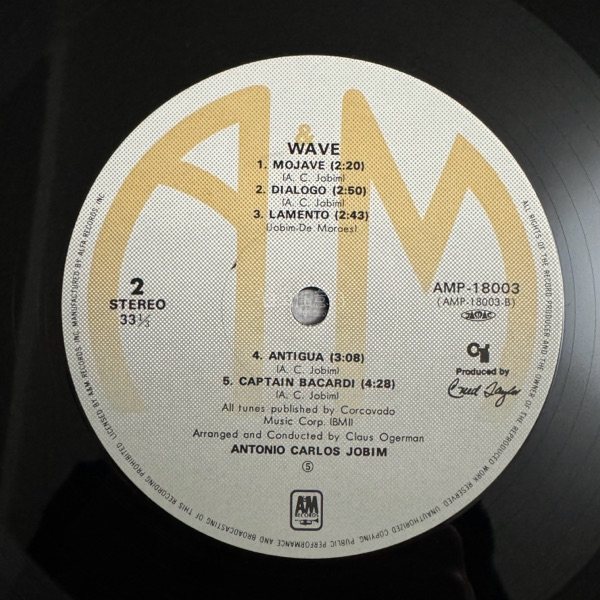 A&M
WAVE
1. MOJAVE (2:20)
(A. C. Jobim)
2. DIALOGO (2:50)
(A. C. Jobim)
3. LAMENTO (2:43)
(Jobim-De Moraes)
2
STEREO
33⅓
AMP-18003
(AMP-18003-B)
JASRAC
4. ANTIGUA (3:08)
(A. C. Jobim)
5. CAPTAIN BACARDI (4:28)
(A. C. Jobim)
All tunes published by Corcovado
Music Corp. (BMI)
Arranged and Conducted by Claus Ogerman
ANTONIO CARLOS JOBIM
5
Produced by
Creed Taylor
A&M
RECORDS
ALL RIGHTS OF THE RECORD PRODUCER AND THE OWNER OF THE REPRODUCED WORK RESERVED. UNAUTHORIZED COPYING PUBLIC PERFORMANCE AND BROADCASTING OF THIS RECORD PROHIBITED LICENSED BY A&M RECORDS INC MANUFACTURED BY ALFA RECORDS INC